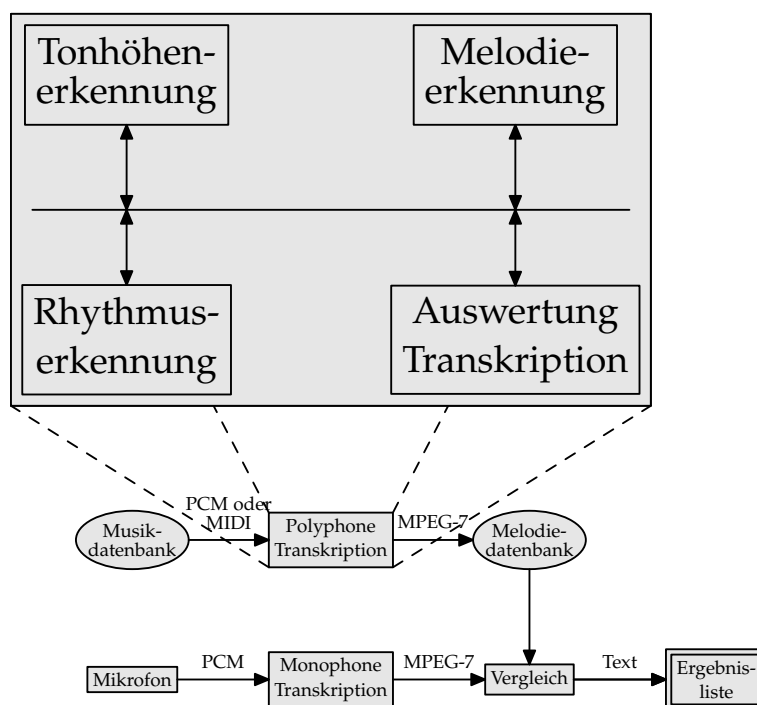 Tonhöhen-
erkennung
Melodie-
erkennung
Rhythmus-
erkennung
Auswertung
Transkription
Musik-
datenbank
PCM oder
MIDI
Polyphone
Transkription
MPEG-7
Melodie-
datenbank
Mikrofon
PCM
Monophone
Transkription
MPEG-7
Vergleich
Text
Ergebnis-
liste